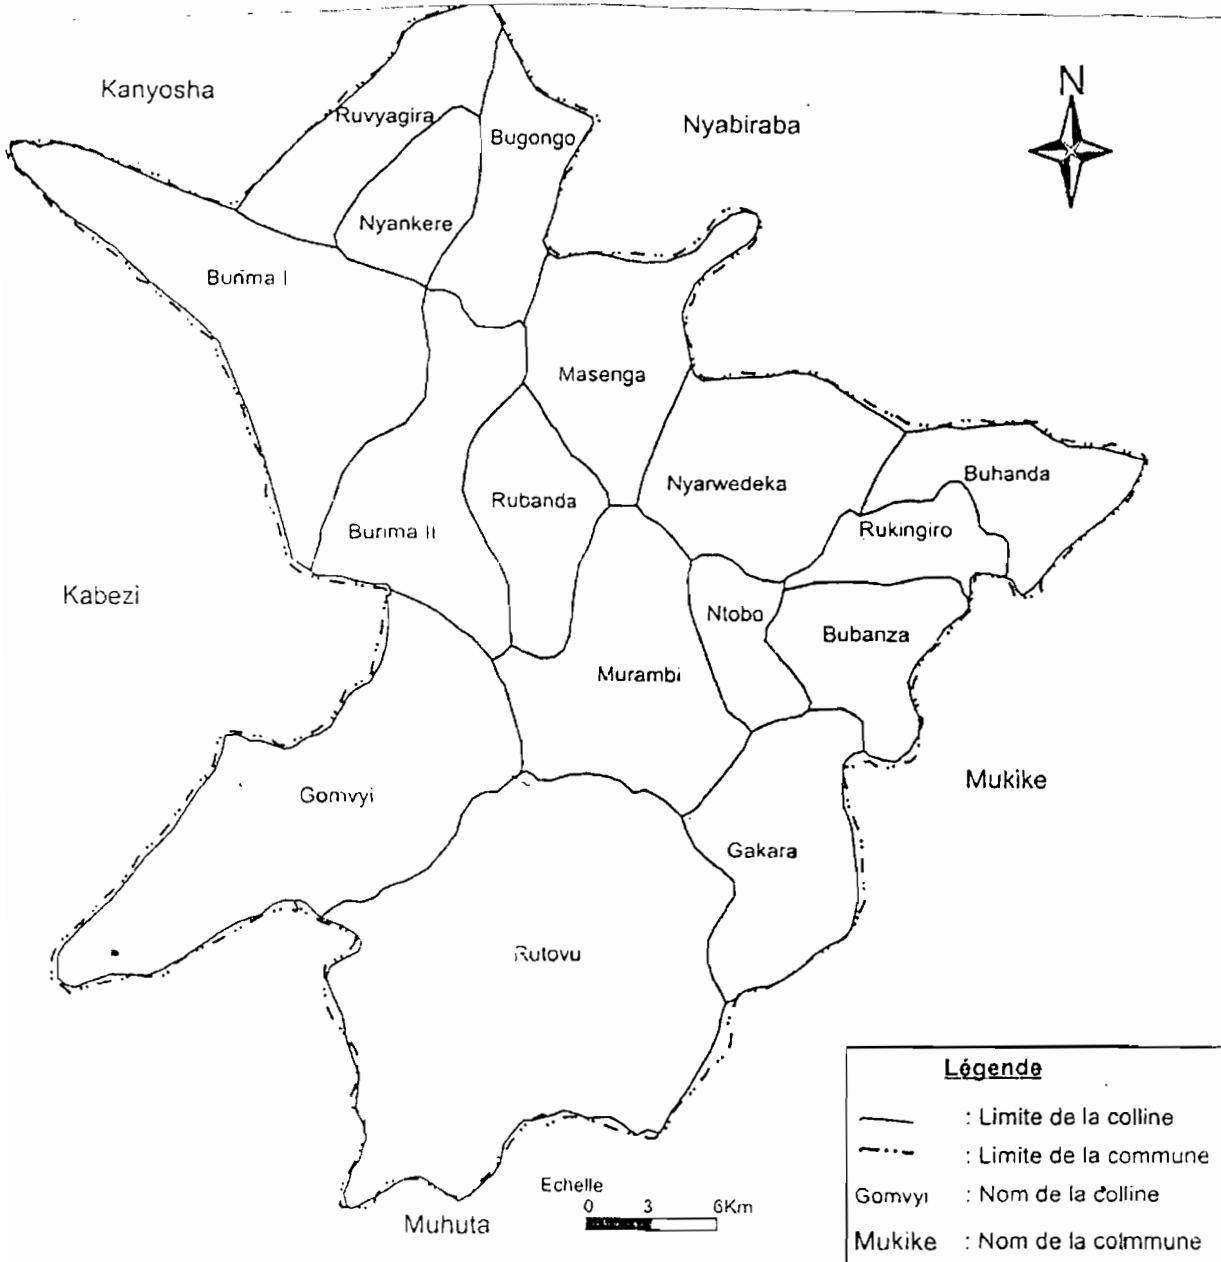 Kanyosha
Ruvyagira
Bugongo
Nyabiraba
N
Nyankere
Burima I
Masenga
Nyarwedeka
Buhanda
Rubanda
Rukingiro
Burima II
Kabezi
Ntobo
Bubanza
Murambi
Gomvyi
Mukike
Gakara
Rutovu
Muhuta
Echelle
0 3 6Km
Légende
: Limite de la colline
: Limite de la commune
Gomvyi : Nom de la colline
Mukike : Nom de la commune